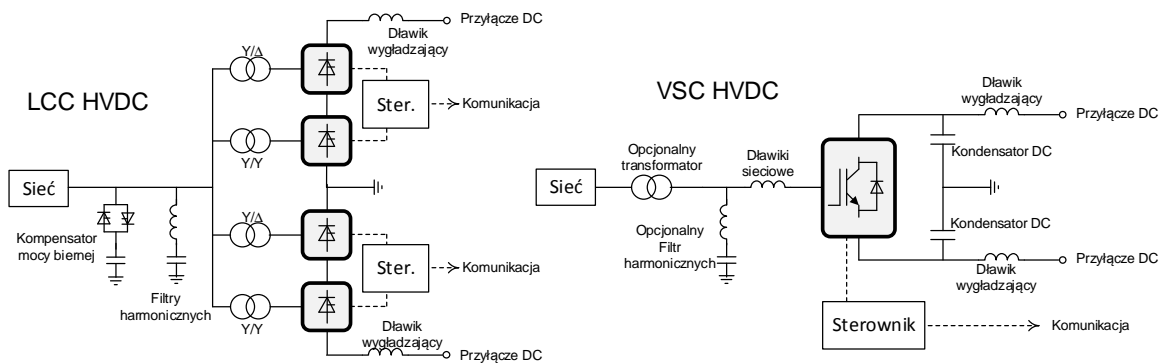 LCC HVDC
Sieć
Kompensator
mocy biernej
Filtry
harmonicznych
Y/Δ
Y/Y
Y/Δ
Y/Y
Dławik
wygładzający
Przyłącze DC
Ster.
Komunikacja
Ster.
Komunikacja
Dławik
wygładzający
Przyłącze DC
VSC HVDC
Sieć
Opcjonalny
transformator
Dławiki
sieciowe
Opcjonalny
Filtr
harmonicznych
Dławik
wygładzający
Przyłącze DC
Kondensator DC
Kondensator DC
Dławik
wygładzający
Przyłącze DC
Sterownik
Komunikacja